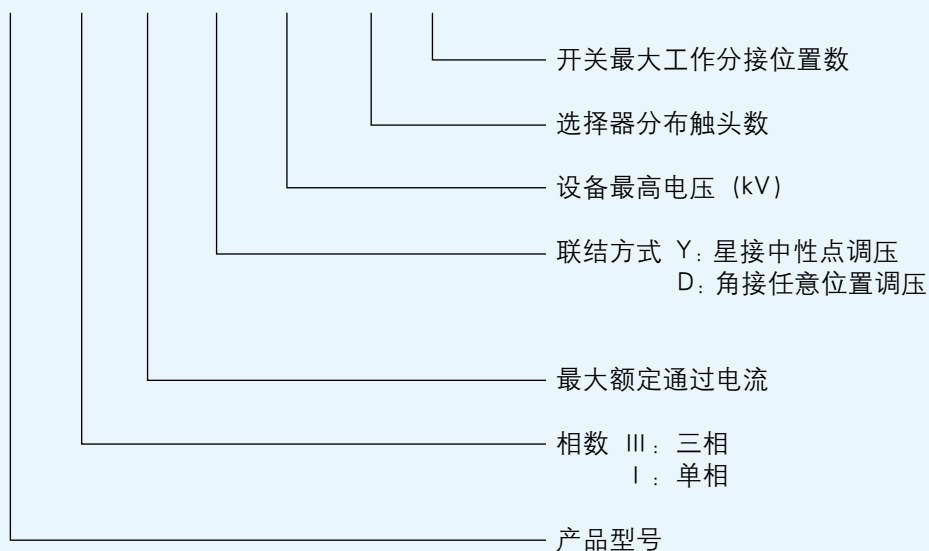 开关最大工作分接位置数
选择器分布触头数
设备最高电压 (kV)
联结方式 Y: 星接中性点调压
D: 角接任意位置调压
最大额定通过电流
相数 III: 三相
I: 单相
产品型号